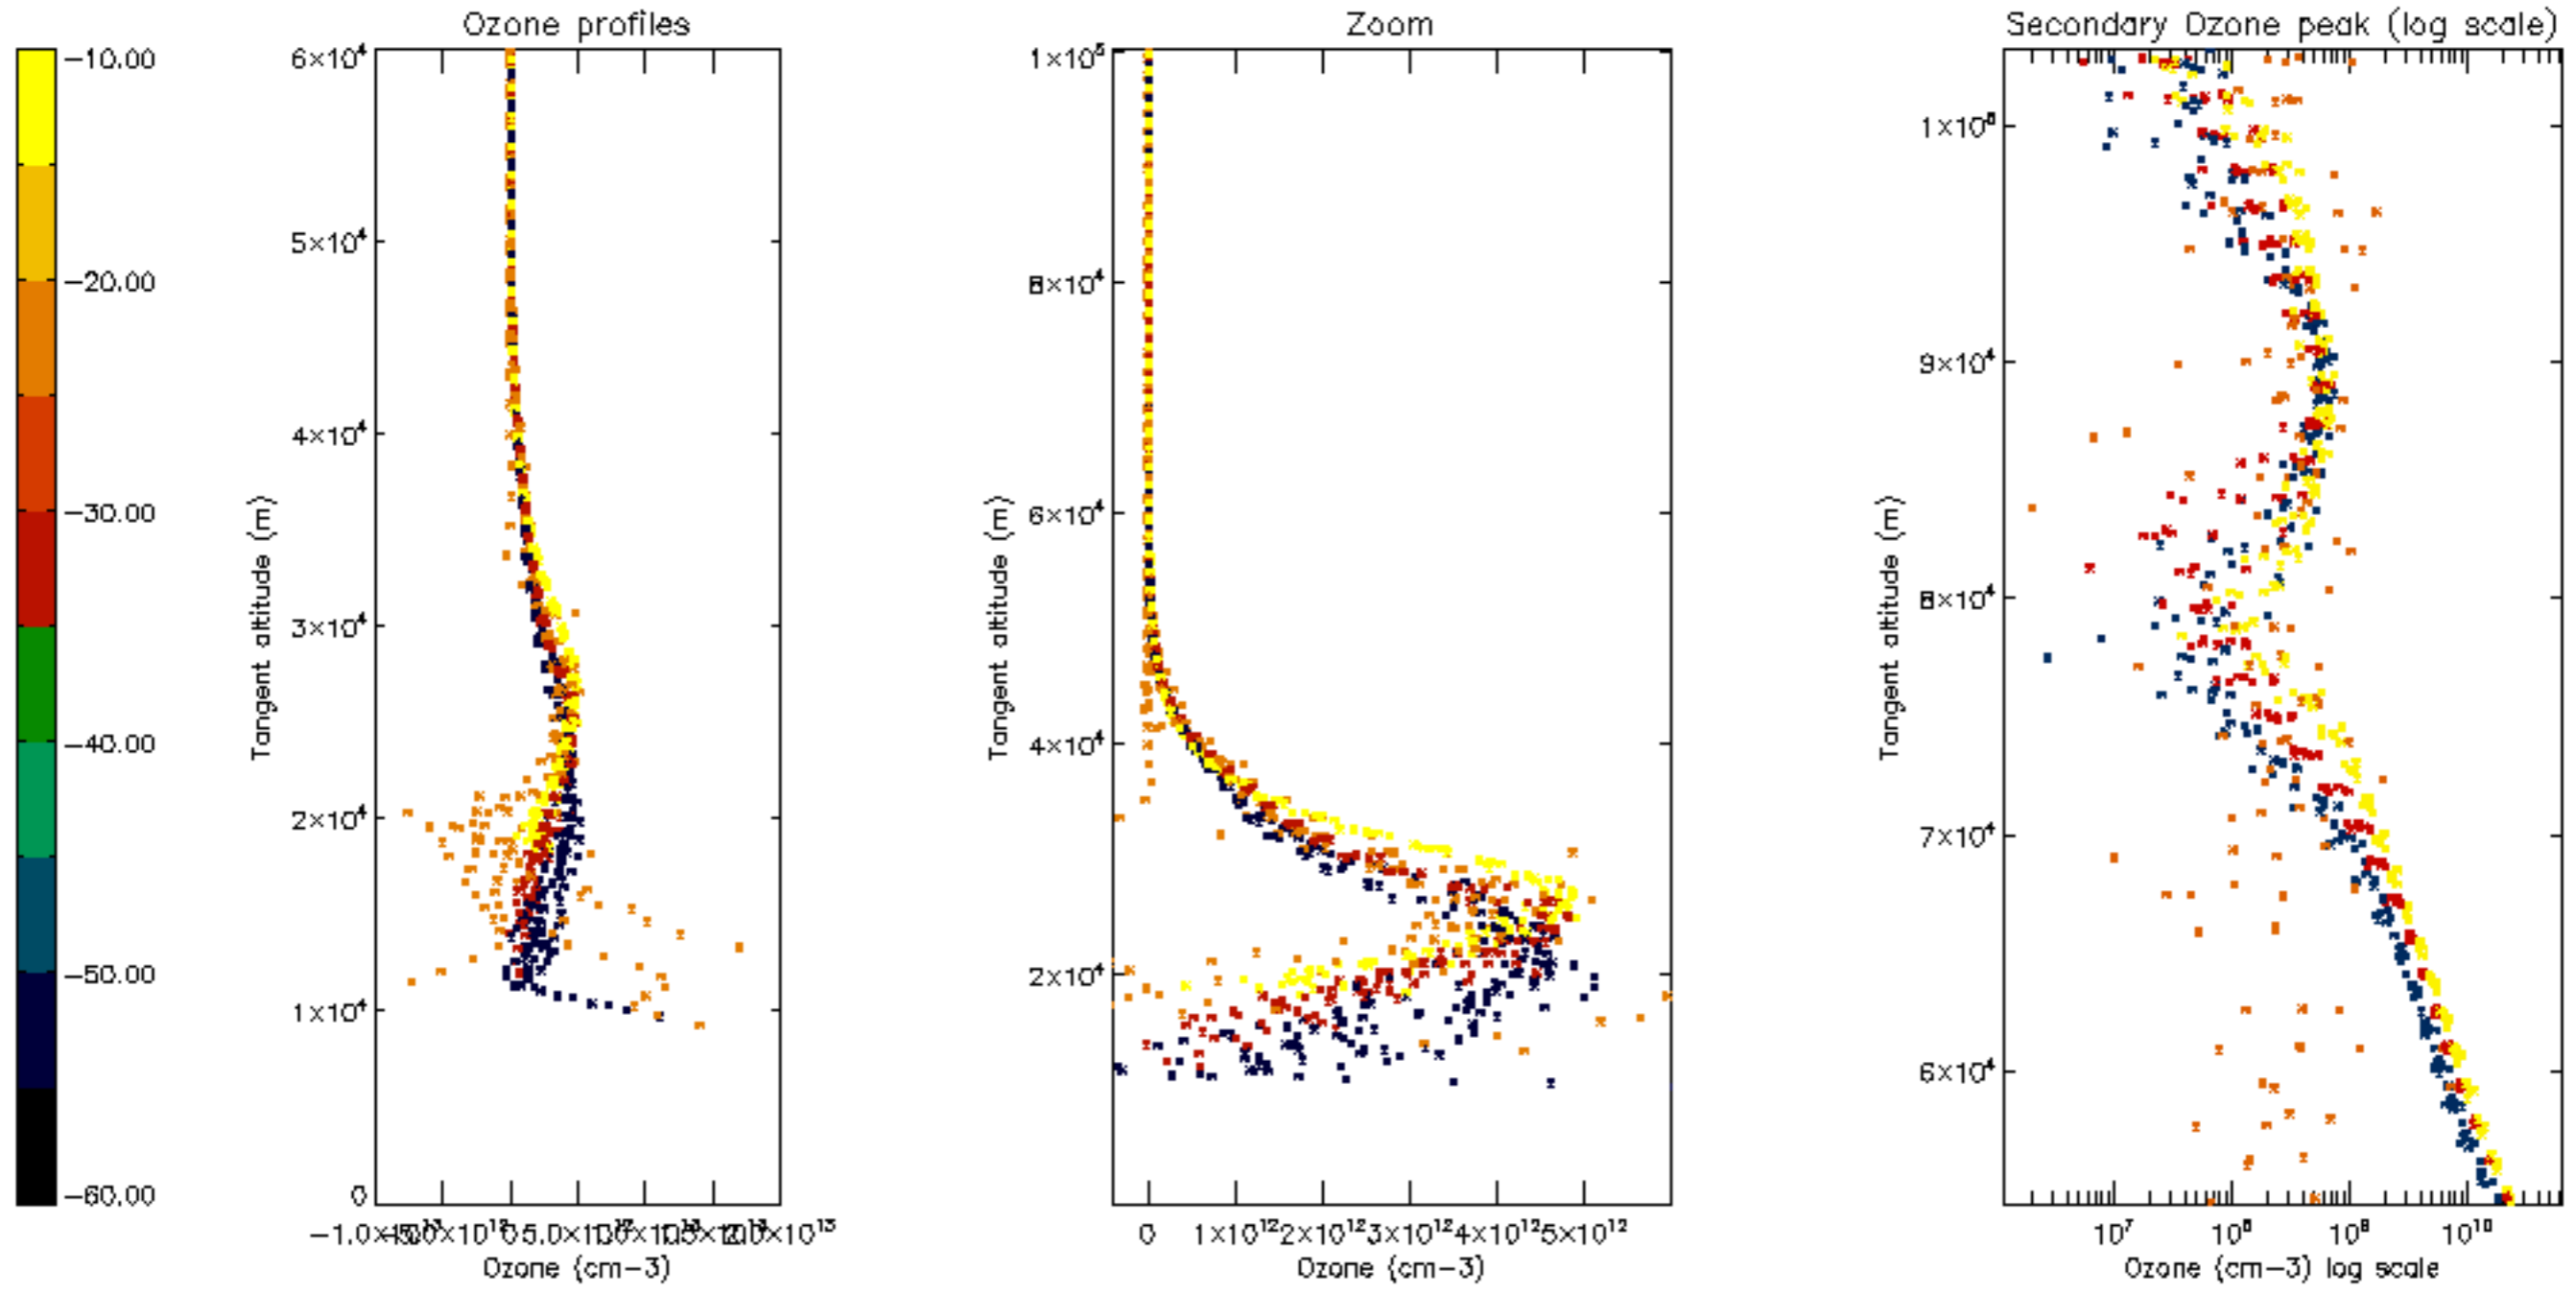 Ozone profiles
Zoom
Secondary Ozone peak (log scale)
-10.00
-20.00
-30.00
-40.00
-50.00
-60.00
6×10⁴
5×10⁴
4×10⁴
3×10⁴
2×10⁴
1×10⁴
0
Tangent altitude (m)
Ozone (cm-3)
1×10⁵
8×10⁴
6×10⁴
4×10⁴
2×10⁴
Tangent altitude (m)
0 1×10¹² 2×10¹² 3×10¹² 4×10¹² 5×10¹²
Ozone (cm-3)
1×10⁵
9×10⁴
8×10⁴
7×10⁴
6×10⁴
Tangent altitude (m)
10⁷ 10⁸ 10⁹ 10¹⁰
Ozone (cm-3) log scale